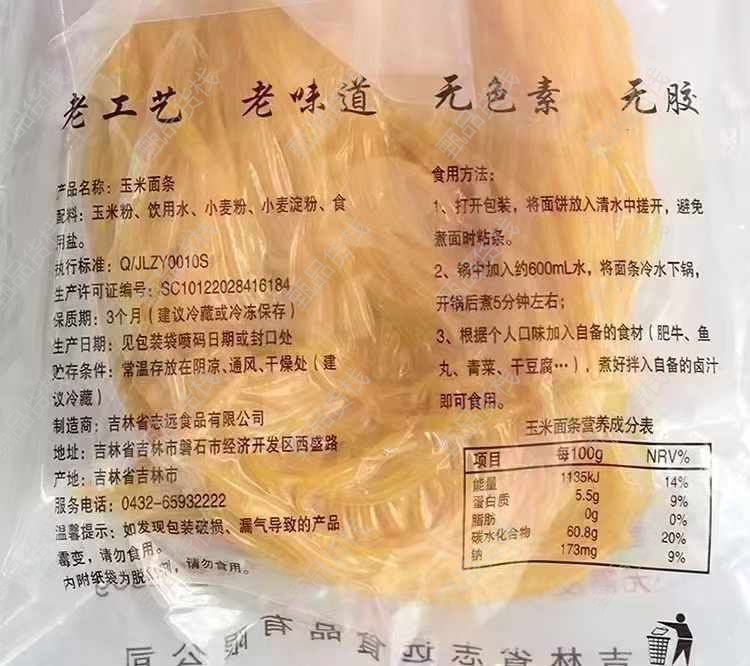 老工艺 老味道 无色素 无胶
产品名称：玉米面条
配料：玉米粉、饮用水、小麦粉、小麦淀粉、食
用盐。
执行标准：Q/JLZY0010S
生产许可证编号：SC10122028416184
保质期：3个月（建议冷藏或冷冻保存）
生产日期：见包装袋喷码日期或封口处
贮存条件：常温存放在阴凉、通风、干燥处（建
议冷藏）
制造商：吉林省志远食品有限公司
地址：吉林省吉林市磐石市经济开发区西盛路
产地：吉林省吉林市
服务电话：0432-65932222
温馨提示：如发现包装破损、漏气导致的产品
霉变，请勿食用。
内附纸袋为脱 剂，请勿食用。
食用方法：
1、打开包装，将面饼放入清水中搓开，避免
煮面时粘条。
2、锅中加入约600mL水，将面条冷水下锅，
开锅后煮5分钟左右；
3、根据个人口味加入自备的食材（肥牛、鱼
丸、青菜、干豆腐…），煮好拌入自备的卤汁
即可食用。
玉米面条营养成分表
项目 每100g NRV%
能量 1135kJ 14%
蛋白质 5.5g 9%
脂肪 0g 0%
碳水化合物 60.8g 20%
钠 173mg 9%
吉林省志远食品有限公司
甄品货栈